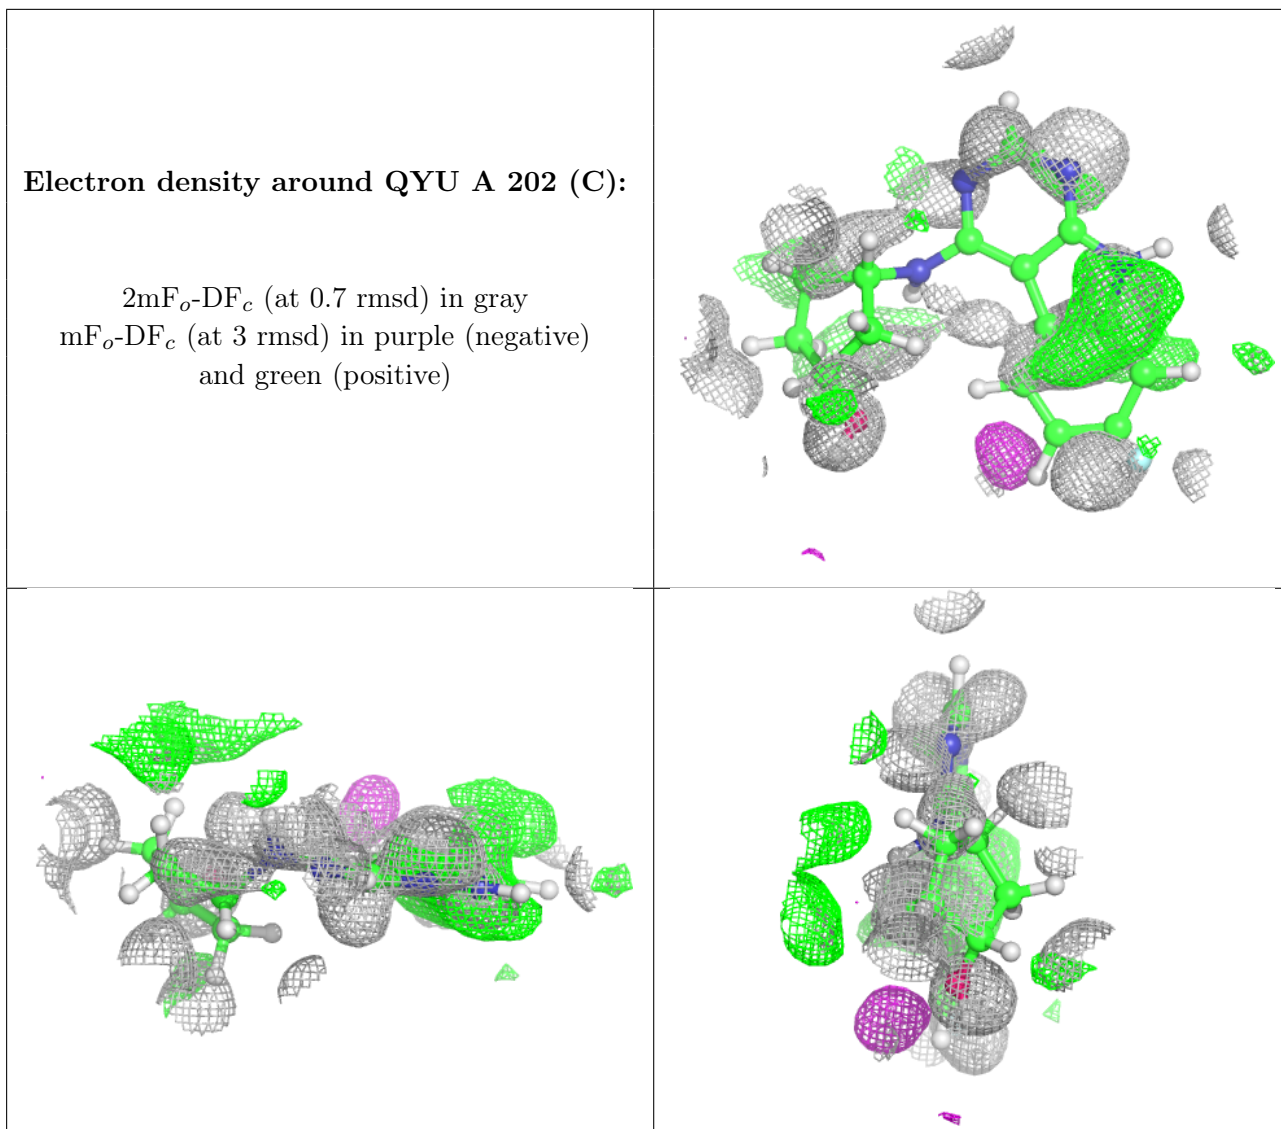 Electron density around QYU A 202 (C):
2mFₒ-DF𝒸 (at 0.7 rmsd) in gray
mFₒ-DF𝒸 (at 3 rmsd) in purple (negative)
and green (positive)